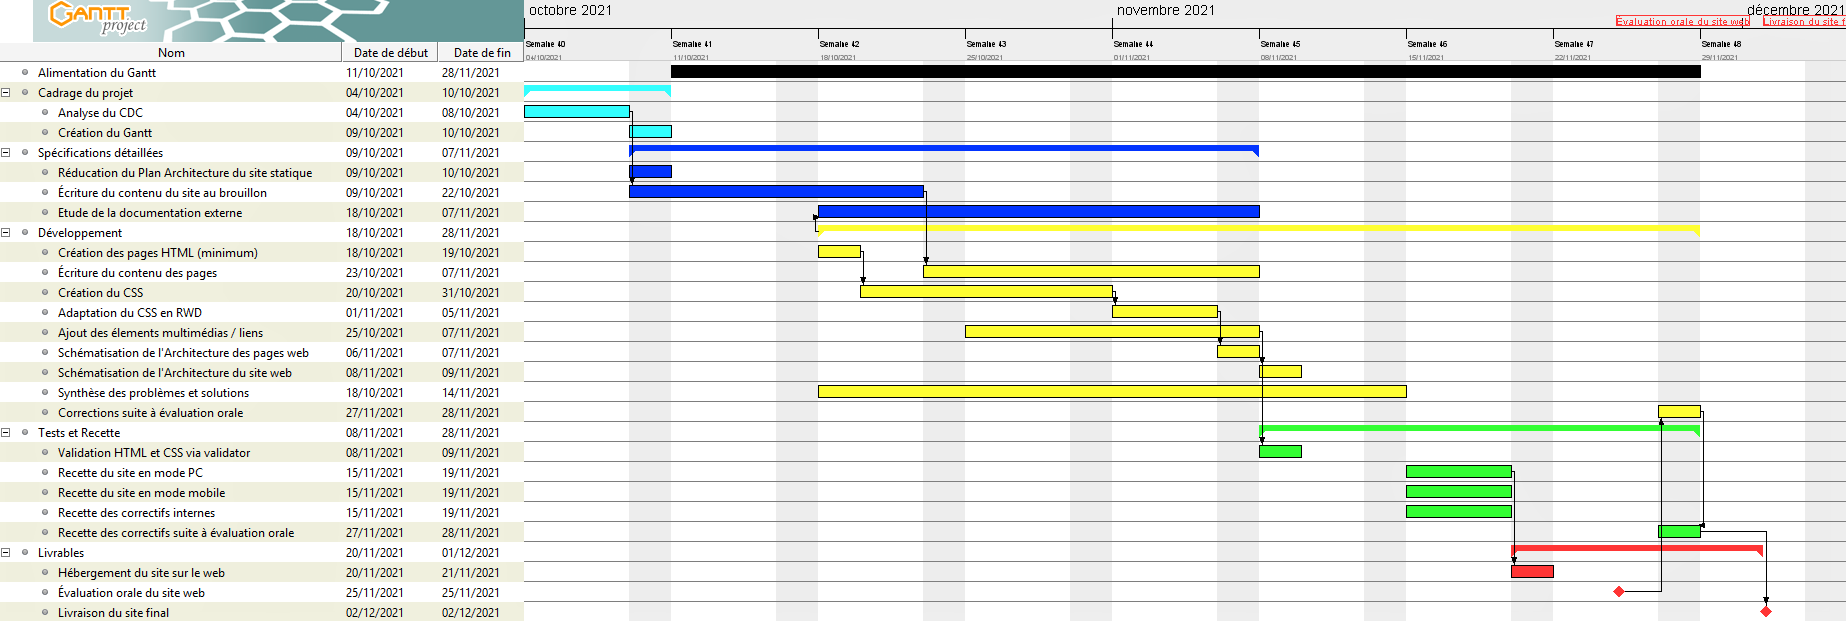 GANTT
project
octobre 2021
novembre 2021
décembre 2021
Évaluation orale du site web
Livraison du site f
Nom Date de début Date de fin
Semaine 40 Semaine 41 Semaine 42 Semaine 43 Semaine 44 Semaine 45 Semaine 46 Semaine 47 Semaine 48
04/10/2021 11/10/2021 18/10/2021 25/10/2021 01/11/2021 08/11/2021 15/11/2021 22/11/2021 29/11/2021
Alimentation du Gantt 11/10/2021 28/11/2021
Cadrage du projet 04/10/2021 10/10/2021
Analyse du CDC 04/10/2021 08/10/2021
Création du Gantt 09/10/2021 10/10/2021
Spécifications détaillées 09/10/2021 07/11/2021
Réducation du Plan Architecture du site statique 09/10/2021 10/10/2021
Écriture du contenu du site au brouillon 09/10/2021 22/10/2021
Etude de la documentation externe 18/10/2021 07/11/2021
Développement 18/10/2021 28/11/2021
Création des pages HTML (minimum) 18/10/2021 19/10/2021
Écriture du contenu des pages 23/10/2021 07/11/2021
Création du CSS 20/10/2021 31/10/2021
Adaptation du CSS en RWD 01/11/2021 05/11/2021
Ajout des élements multimédias / liens 25/10/2021 07/11/2021
Schématisation de l'Architecture des pages web 06/11/2021 07/11/2021
Schématisation de l'Architecture du site web 08/11/2021 09/11/2021
Synthèse des problèmes et solutions 18/10/2021 14/11/2021
Corrections suite à évaluation orale 27/11/2021 28/11/2021
Tests et Recette 08/11/2021 28/11/2021
Validation HTML et CSS via validator 08/11/2021 09/11/2021
Recette du site en mode PC 15/11/2021 19/11/2021
Recette du site en mode mobile 15/11/2021 19/11/2021
Recette des correctifs internes 15/11/2021 19/11/2021
Recette des correctifs suite à évaluation orale 27/11/2021 28/11/2021
Livrables 20/11/2021 01/12/2021
Hébergement du site sur le web 20/11/2021 21/11/2021
Évaluation orale du site web 25/11/2021 25/11/2021
Livraison du site final 02/12/2021 02/12/2021